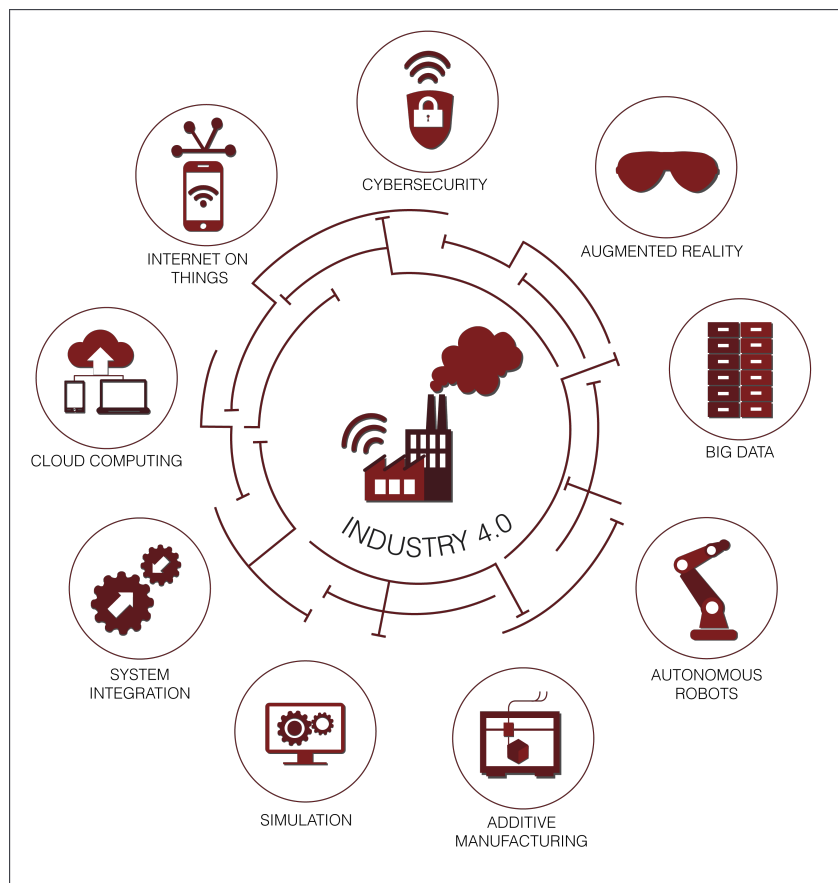 CYBERSECURITY
AUGMENTED REALITY
INTERNET ON
THINGS
BIG DATA
CLOUD COMPUTING
INDUSTRY 4.0
SYSTEM
INTEGRATION
AUTONOMOUS
ROBOTS
SIMULATION
ADDITIVE
MANUFACTURING